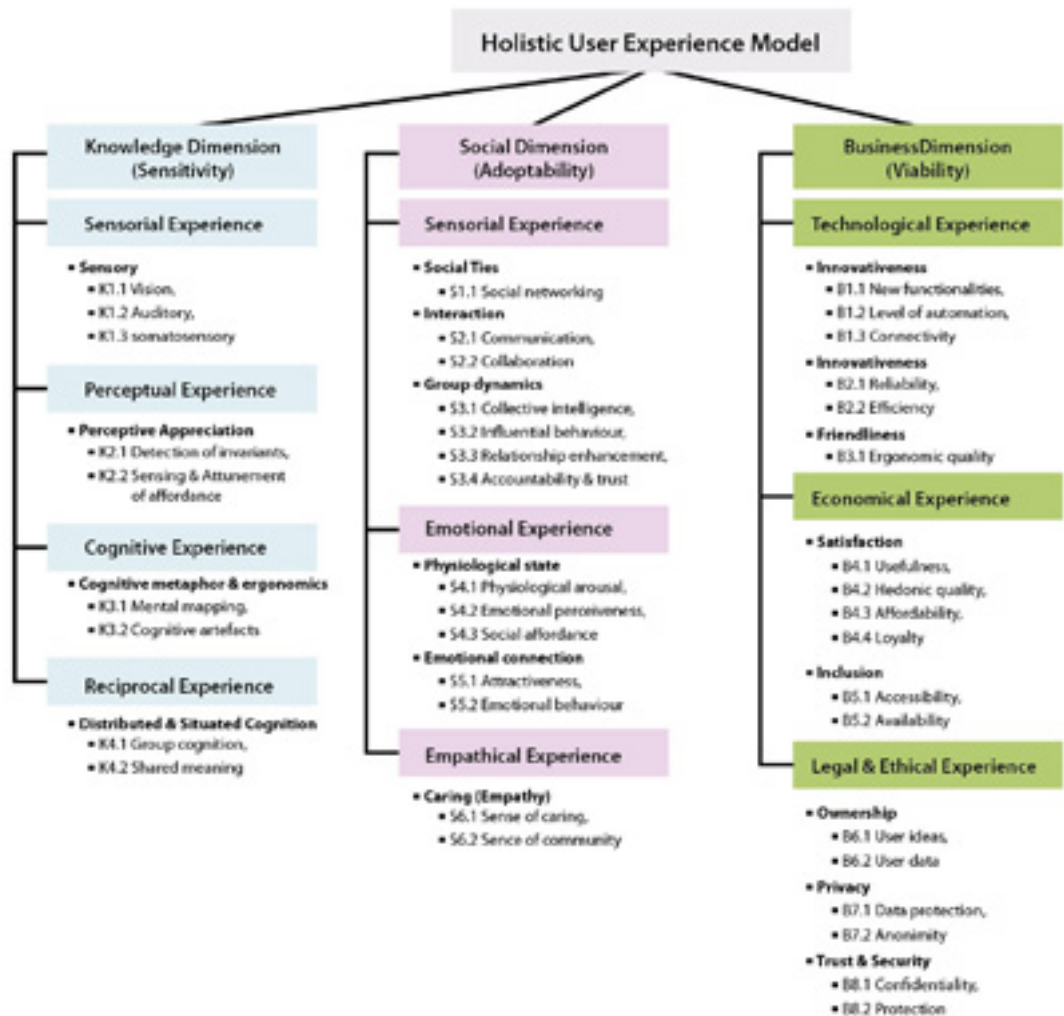 Holistic User Experience Model
Knowledge Dimension
(Sensitivity)
Sensorial Experience
▪ Sensory
▪ K1.1 Vision,
▪ K1.2 Auditory,
▪ K1.3 somatosensory
Perceptual Experience
▪ Perceptive Appreciation
▪ K2.1 Detection of invariants,
▪ K2.2 Sensing & Attunement
of affordance
Cognitive Experience
▪ Cognitive metaphor & ergonomics
▪ K3.1 Mental mapping,
▪ K3.2 Cognitive artefacts
Reciprocal Experience
▪ Distributed & Situated Cognition
▪ K4.1 Group cognition,
▪ K4.2 Shared meaning
Social Dimension
(Adoptability)
Sensorial Experience
▪ Social Ties
▪ S1.1 Social networking
▪ Interaction
▪ S2.1 Communication,
▪ S2.2 Collaboration
▪ Group dynamics
▪ S3.1 Collective intelligence,
▪ S3.2 Influential behaviour,
▪ S3.3 Relationship enhancement,
▪ S3.4 Accountability & trust
Emotional Experience
▪ Physiological state
▪ S4.1 Physiological arousal,
▪ S4.2 Emotional perceiveness,
▪ S4.3 Social affordance
▪ Emotional connection
▪ S5.1 Attractiveness,
▪ S5.2 Emotional behaviour
Empathical Experience
▪ Caring (Empathy)
▪ S6.1 Sense of caring,
▪ S6.2 Sence of community
BusinessDimension
(Viability)
Technological Experience
▪ Innovativeness
▪ B1.1 New functionalities,
▪ B1.2 Level of automation,
▪ B1.3 Connectivity
▪ Innovativeness
▪ B2.1 Reliability,
▪ B2.2 Efficiency
▪ Friendliness
▪ B3.1 Ergonomic quality
Economical Experience
▪ Satisfaction
▪ B4.1 Usefulness,
▪ B4.2 Hedonic quality,
▪ B4.3 Affordability,
▪ B4.4 Loyalty
▪ Inclusion
▪ B5.1 Accessibility,
▪ B5.2 Availability
Legal & Ethical Experience
▪ Ownership
▪ B6.1 User ideas,
▪ B6.2 User data
▪ Privacy
▪ B7.1 Data protection,
▪ B7.2 Anonimity
▪ Trust & Security
▪ B8.1 Confidentiality,
▪ B8.2 Protection